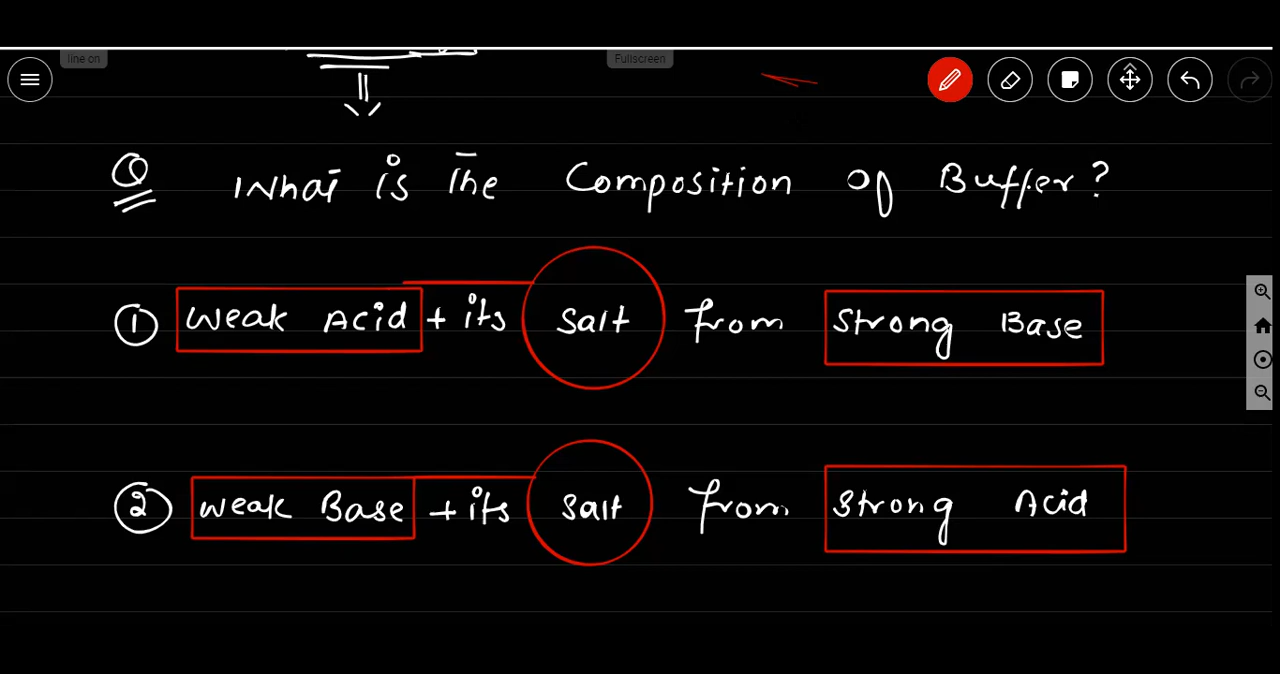 line on
Fullscreen
Q What is The Composition of Buffer?
① Weak Acid + its Salt from Strong Base
② Weak Base + its Salt from Strong Acid